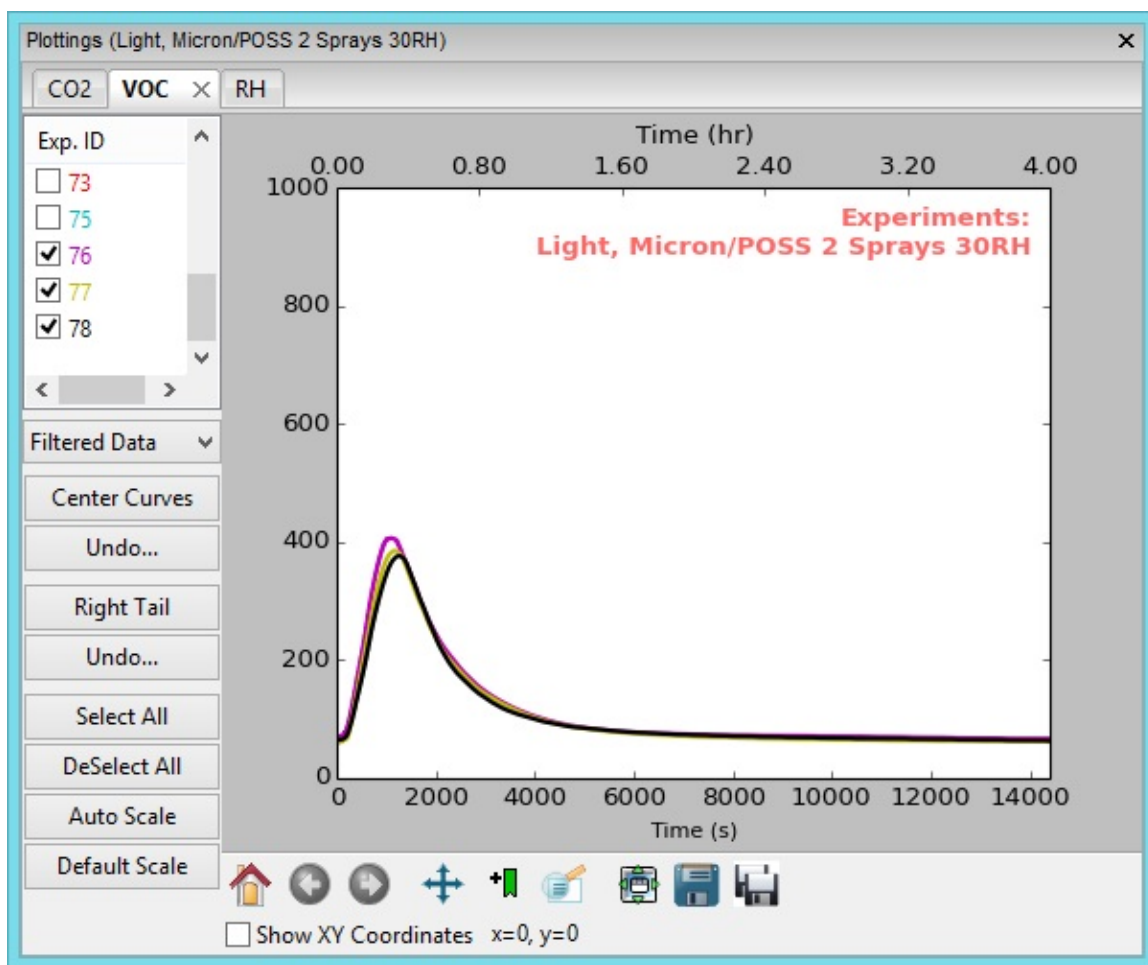 Plottings (Light, Micron/POSS 2 Sprays 30RH)
CO2 VOC RH
Exp. ID
73
75
76
77
78
Filtered Data
Center Curves
Undo...
Right Tail
Undo...
Select All
DeSelect All
Auto Scale
Default Scale
Time (hr)
0.00 0.80 1.60 2.40 3.20 4.00
Experiments:
Light, Micron/POSS 2 Sprays 30RH
1000
800
600
400
200
0
0 2000 4000 6000 8000 10000 12000 14000
Time (s)
Show XY Coordinates x=0, y=0